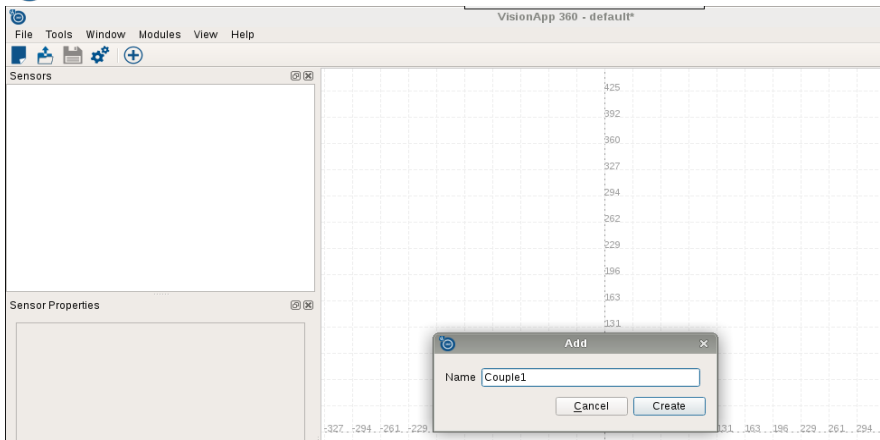 VisionApp 360 - default*
File Tools Window Modules View Help
Sensors
425
392
360
327
294
262
229
196
163
131
Sensor Properties
Add
Name Couple1
Cancel Create
-327 -294 -261 -229 131 163 196 229 261 294